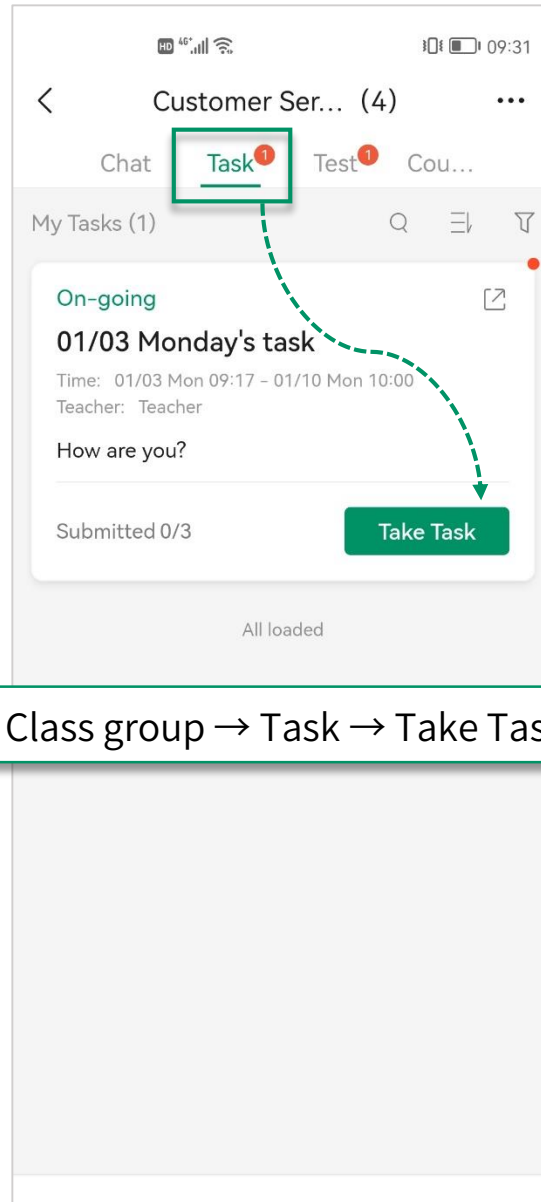 HD 4G+ 09:31
Customer Ser... (4)
Chat Task 1 Test 1 Cou...
My Tasks (1)
On-going
01/03 Monday's task
Time: 01/03 Mon 09:17 - 01/10 Mon 10:00
Teacher: Teacher
How are you?
Submitted 0/3 Take Task
All loaded
Class group → Task → Take Tas